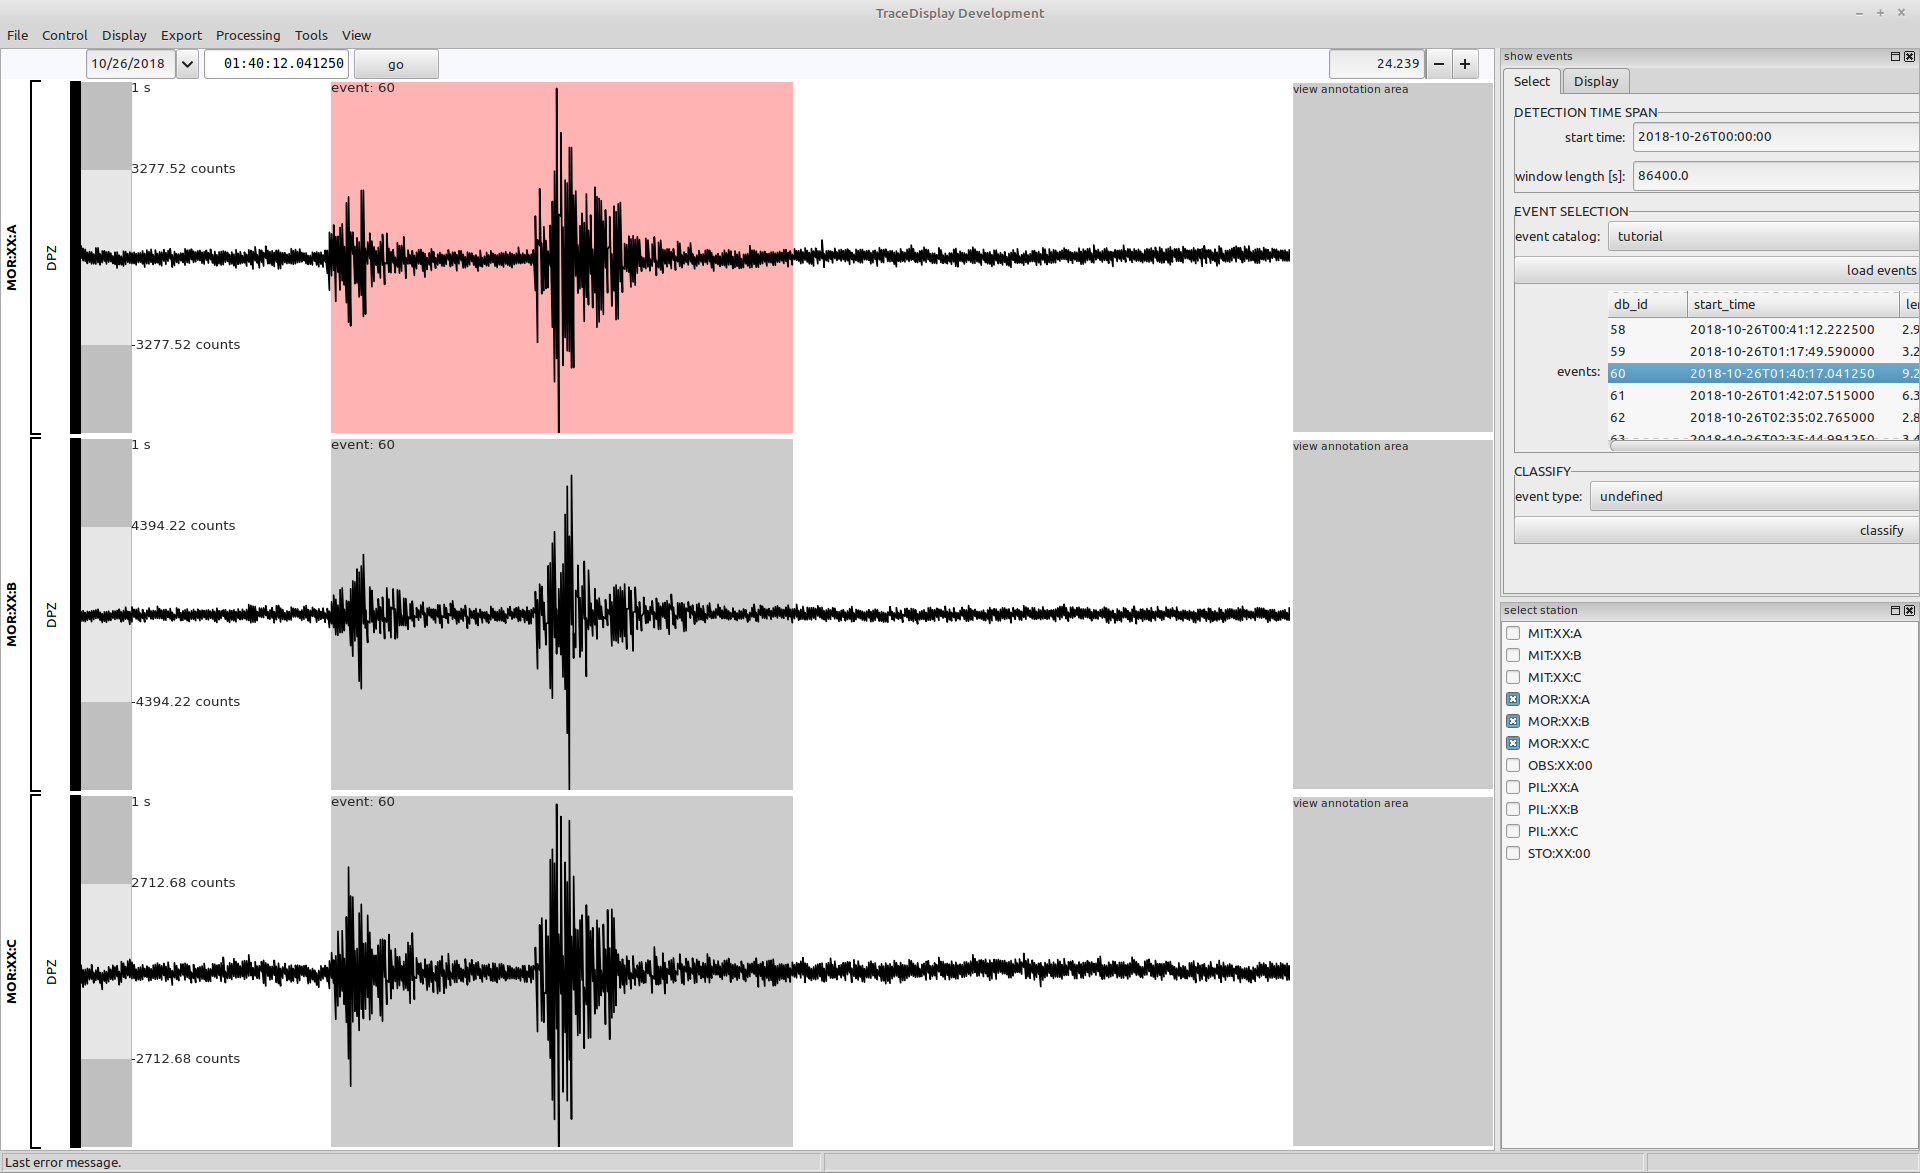 TraceDisplay Development
File Control Display Export Processing Tools View
10/26/2018 01:40:12.041250 go 24.239
MOR:XX:A
DPZ
1 s
3277.52 counts
-3277.52 counts
event: 60
view annotation area
MOR:XX:B
DPZ
1 s
4394.22 counts
-4394.22 counts
event: 60
view annotation area
MOR:XX:C
DPZ
1 s
2712.68 counts
-2712.68 counts
event: 60
view annotation area
show events
Select Display
DETECTION TIME SPAN
start time: 2018-10-26T00:00:00
window length [s]: 86400.0
EVENT SELECTION
event catalog: tutorial
load events
events:
db_id start_time
58 2018-10-26T00:41:12.222500 2.9
59 2018-10-26T01:17:49.590000 3.2
60 2018-10-26T01:40:17.041250 9.2
61 2018-10-26T01:42:07.515000 6.3
62 2018-10-26T02:35:02.765000 2.8
63 2018-10-26T02:35:44.991250 3.4
CLASSIFY
event type: undefined
classify
select station
MIT:XX:A
MIT:XX:B
MIT:XX:C
MOR:XX:A
MOR:XX:B
MOR:XX:C
OBS:XX:00
PIL:XX:A
PIL:XX:B
PIL:XX:C
STO:XX:00
Last error message.